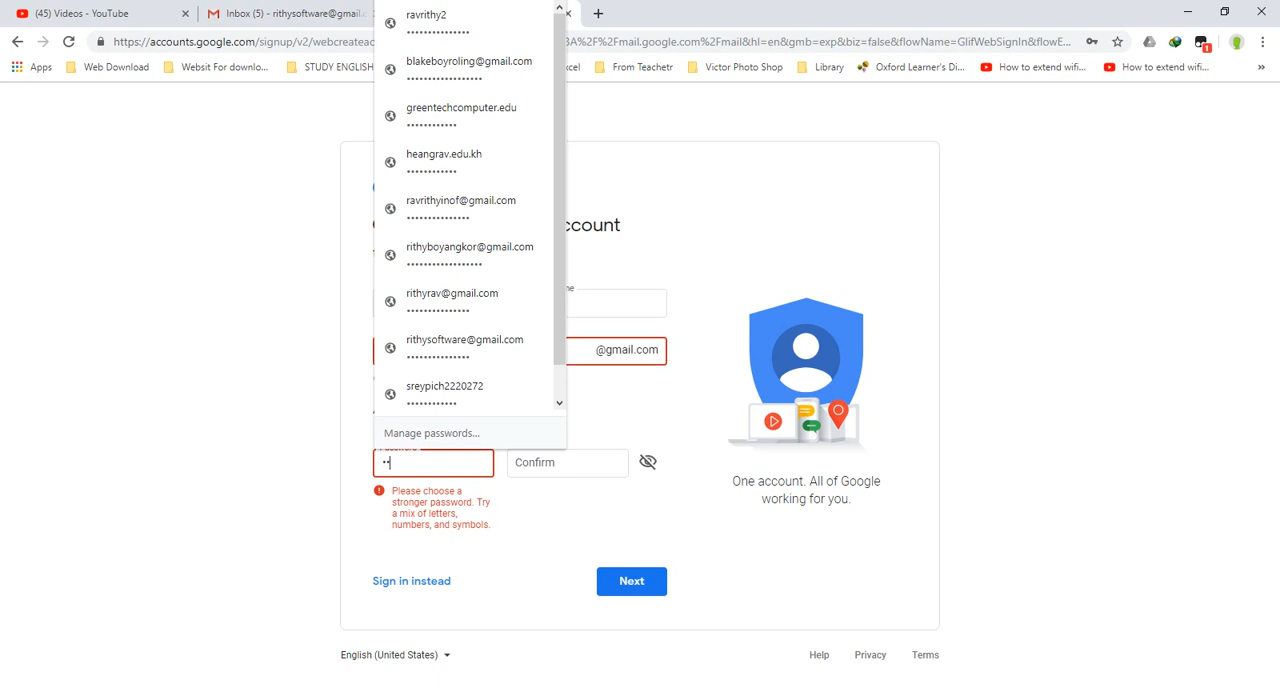 (45) Videos - YouTube
Inbox (5) - rithysoftware@gmail.c
https://accounts.google.com/signup/v2/webcreateac
3A%2F%2Fmail.google.com%2Fmail&hl=en&gmb=exp&biz=false&flowName=GlifWebSignIn&flowE...
1
Apps
Web Download
Websit For downlo...
STUDY ENGLISH
xcel
From Teachetr
Victor Photo Shop
Library
Oxford Learner's Di...
How to extend wifi...
How to extend wifi...
»
ravrithy2
blakeboyroling@gmail.com
greentechcomputer.edu
heangrav.edu.kh
ravrithyinof@gmail.com
rithyboyangkor@gmail.com
rithyrav@gmail.com
rithysoftware@gmail.com
sreypich2220272
Manage passwords...
ccount
me
@gmail.com
Confirm
Please choose a
stronger password. Try
a mix of letters,
numbers, and symbols.
Sign in instead
Next
One account. All of Google
working for you.
English (United States)
Help
Privacy
Terms